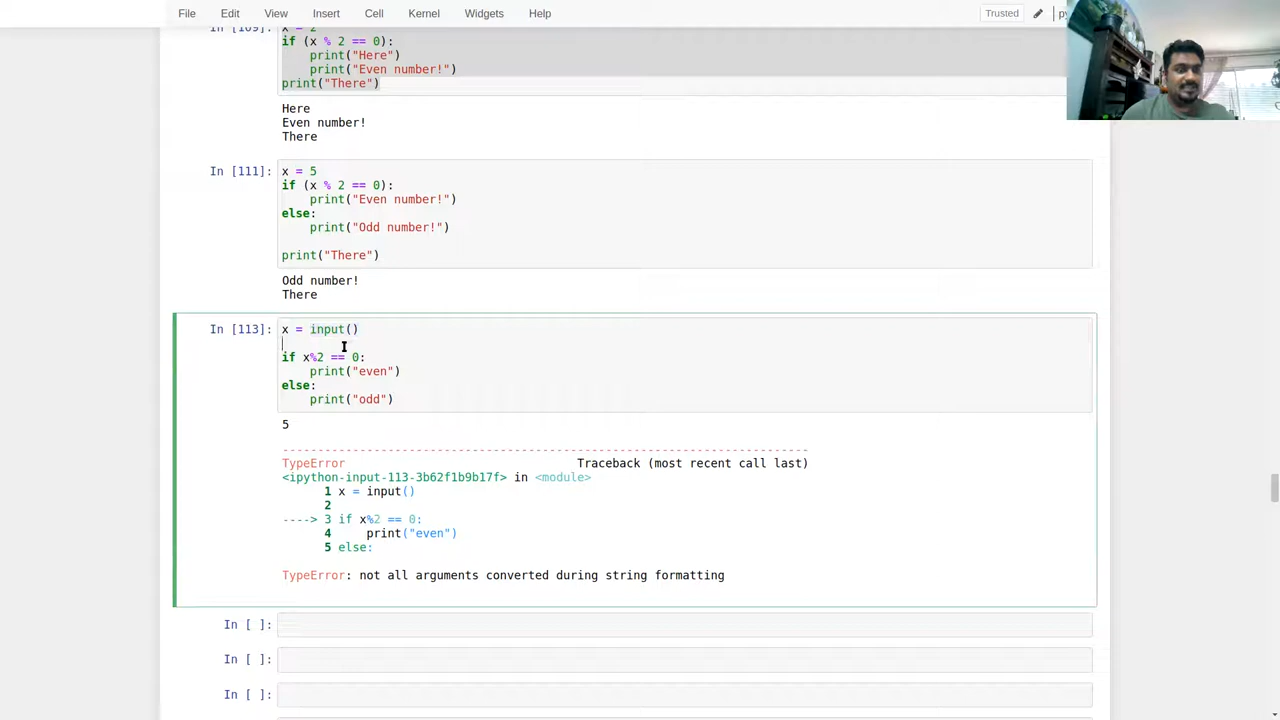 File Edit View Insert Cell Kernel Widgets Help Trusted
In [109]: x = 2
if (x % 2 == 0):
print("Here")
print("Even number!")
print("There")
Here
Even number!
There
In [111]: x = 5
if (x % 2 == 0):
print("Even number!")
else:
print("Odd number!")
print("There")
Odd number!
There
In [113]: x = input()
if x%2 == 0:
print("even")
else:
print("odd")
5
---------------------------------------------------------------------------
TypeError Traceback (most recent call last)
<ipython-input-113-3b62f1b9b17f> in <module>
1 x = input()
2
----> 3 if x%2 == 0:
4 print("even")
5 else:
TypeError: not all arguments converted during string formatting
In [ ]:
In [ ]:
In [ ]: